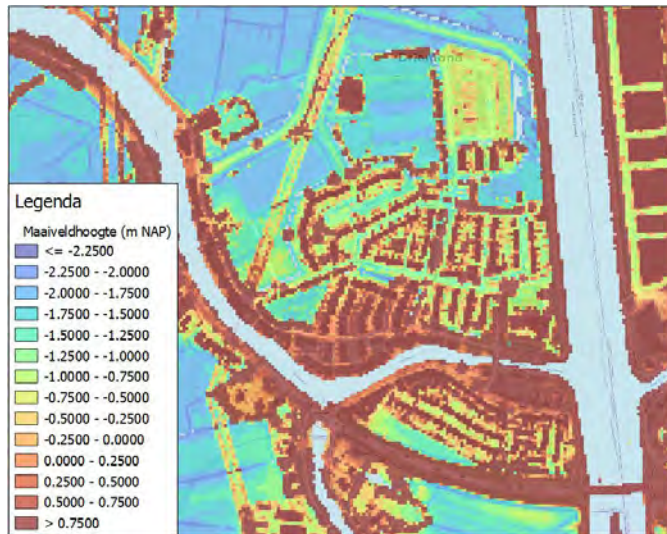 Legenda
Maaiveldhoogte (m NAP)
<= -2.2500
-2.2500 - -2.0000
-2.0000 - -1.7500
-1.7500 - -1.5000
-1.5000 - -1.2500
-1.2500 - -1.0000
-1.0000 - -0.7500
-0.7500 - -0.5000
-0.5000 - -0.2500
-0.2500 - 0.0000
0.0000 - 0.2500
0.2500 - 0.5000
0.5000 - 0.7500
> 0.7500